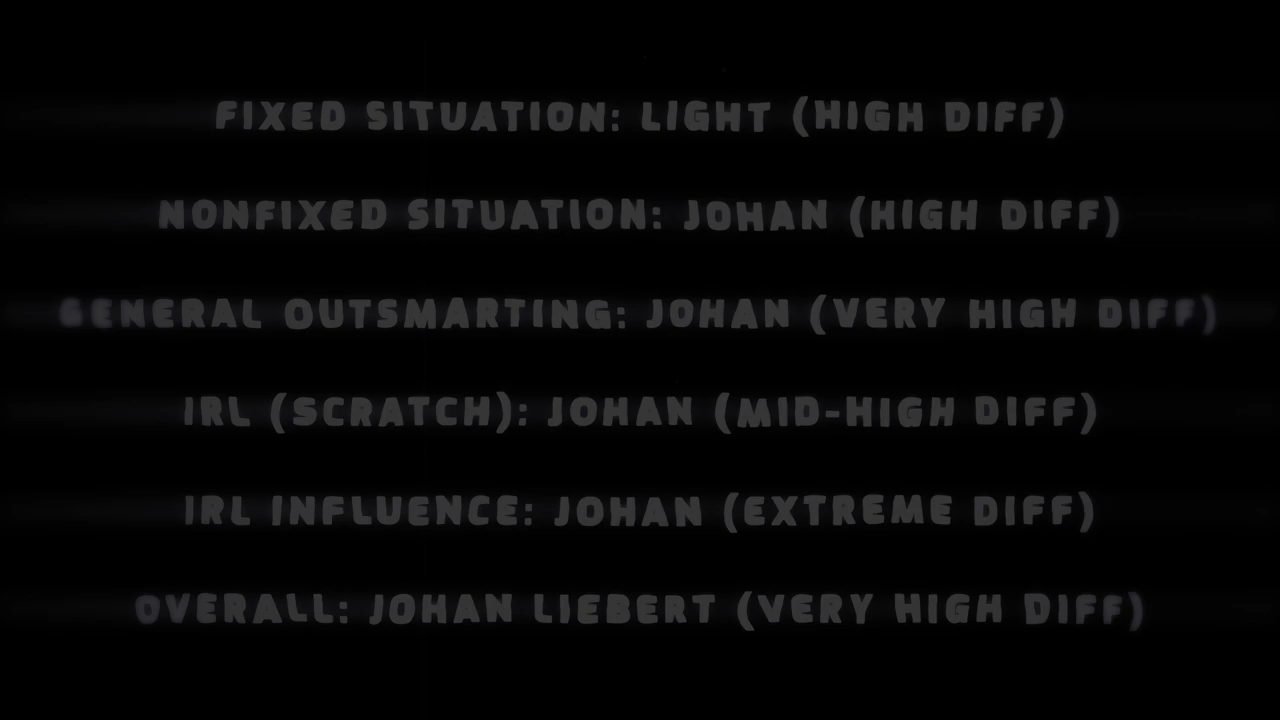 FIXED SITUATION: LIGHT (HIGH DIFF)
NONFIXED SITUATION: JOHAN (HIGH DIFF)
GENERAL OUTSMARTING: JOHAN (VERY HIGH DIFF)
IRL (SCRATCH): JOHAN (MID-HIGH DIFF)
IRL INFLUENCE: JOHAN (EXTREME DIFF)
OVERALL: JOHAN LIEBERT (VERY HIGH DIFF)